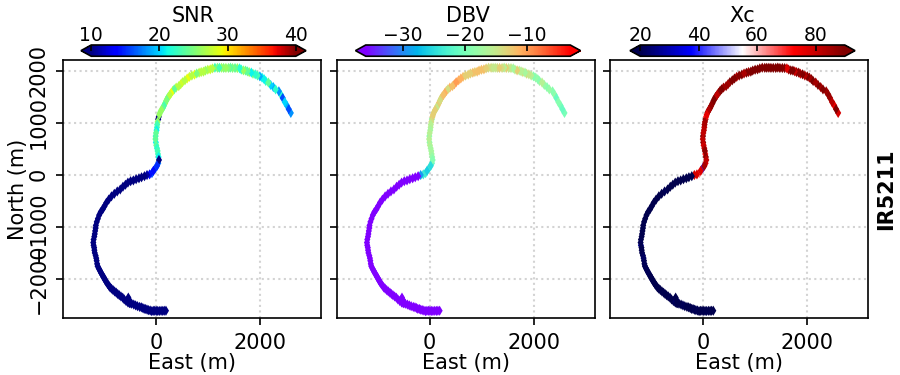 SNR
10 20 30 40
DBV
−30 −20 −10
Xc
20 40 60 80
North (m)
2000
1000
0
−1000
−2000
0 2000
East (m)
0 2000
East (m)
0 2000
East (m)
IR5211